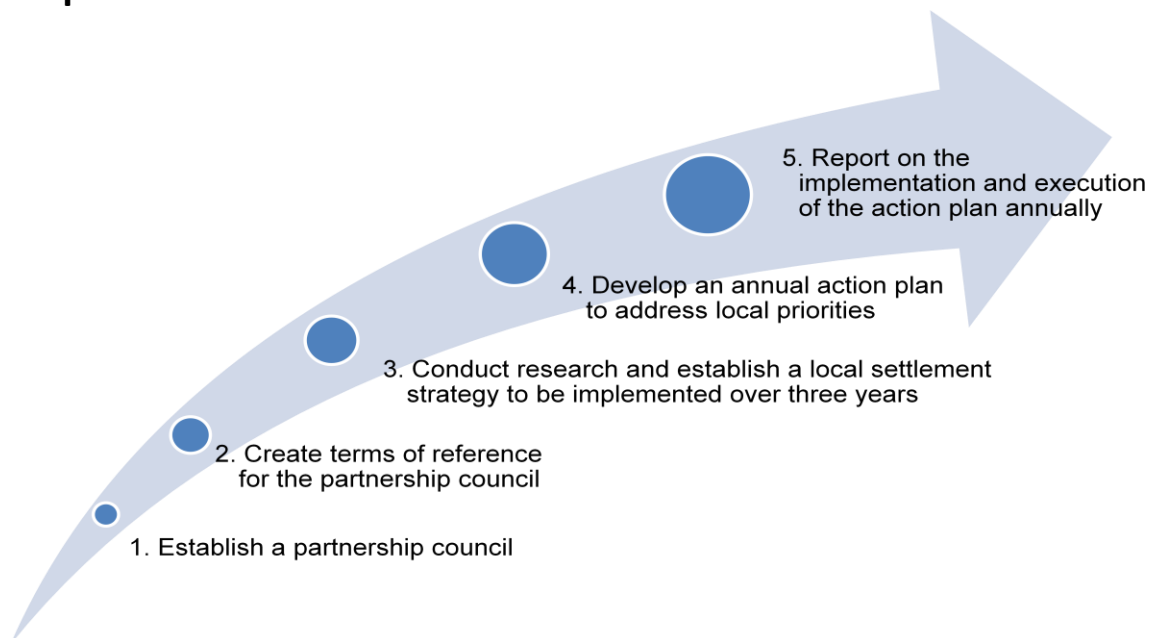 1. Establish a partnership council
2. Create terms of reference
for the partnership council
3. Conduct research and establish a local settlement
strategy to be implemented over three years
4. Develop an annual action plan
to address local priorities
5. Report on the
implementation and execution
of the action plan annually